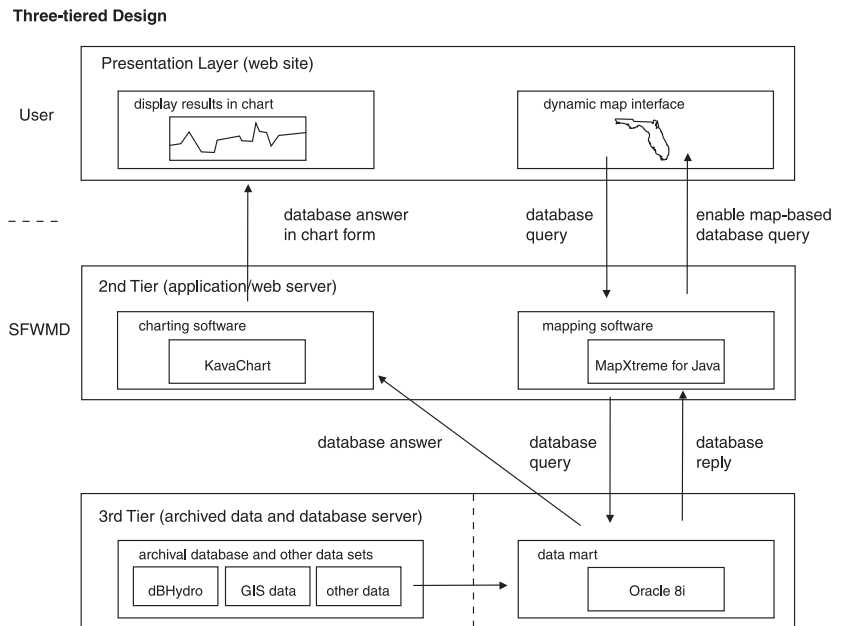 Three-tiered Design
Presentation Layer (web site)
User
display results in chart
dynamic map interface
database answer
in chart form
database
query
enable map-based
database query
2nd Tier (application/web server)
SFWMD
charting software
KavaChart
mapping software
MapXtreme for Java
database answer
database
query
database
reply
3rd Tier (archived data and database server)
archival database and other data sets
dBHydro
GIS data
other data
data mart
Oracle 8i